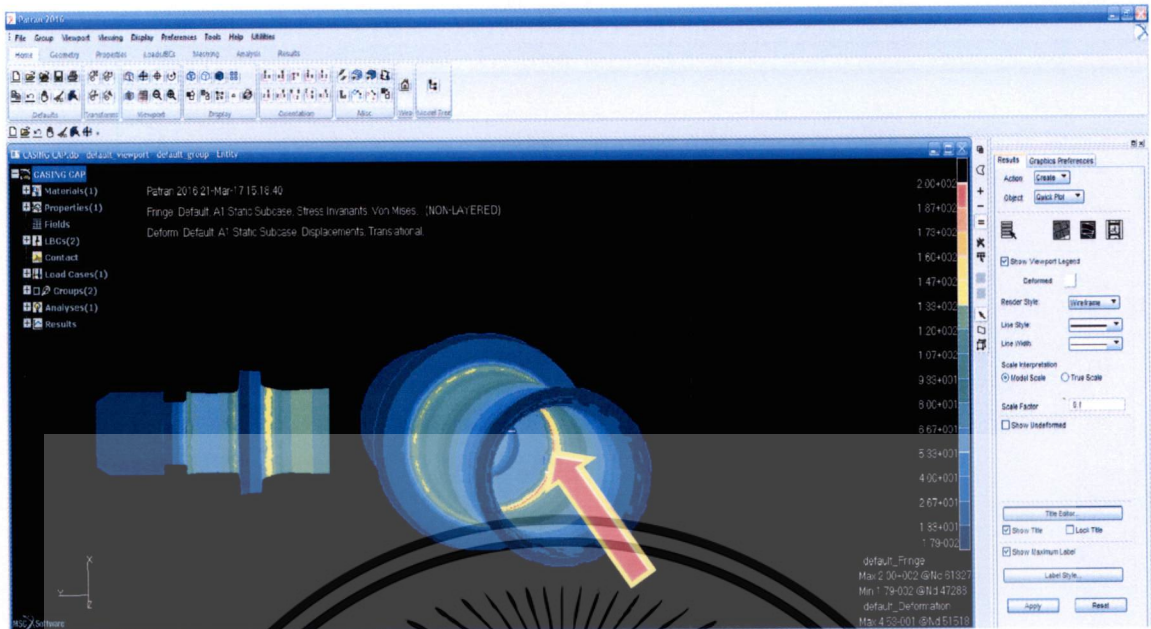 Patran 2016
File Group Viewport Viewing Display Preferences Tools Help Utilities
Home Geometry Properties Loads/BCs Meshing Analysis Results
Defaults Transforms Viewport Display Orientation Misc. Model Tree
CASING CAP.db default_viewport default_group Entity
CASING CAP
Materials(1)
Properties(1)
Fields
LBCs(2)
Contact
Load Cases(1)
Groups(2)
Analyses(1)
Results
Patran 2016 21-Mar-17 15:18:40
Fringe: Default, A1:Static Subcase, Stress Invariants, Von Mises, , (NON-LAYERED)
Deform: Default, A1:Static Subcase, Displacements, Translational,
2.00+002
1.87+002
1.73+002
1.60+002
1.47+002
1.33+002
1.20+002
1.07+002
9.33+001
8.00+001
6.67+001
5.33+001
4.00+001
2.67+001
1.33+001
1.79-002
default_Fringe :
Max 2.00+002 @Nd 61827
Min 1.79-002 @Nd 47283
default_Deformation :
Max 4.53-001 @Nd 51518
X
Y
Z
MSC Software
Results Graphics Preferences
Action: Create
Object: Quick Plot
Show Viewport Legend
Deformed
Render Style: Wireframe
Line Style:
Line Width:
Scale Interpretation
Model Scale True Scale
Scale Factor 0.1
Show Undeformed
Title Editor...
Show Title Lock Title
Show Maximum Label
Label Style...
Apply Reset